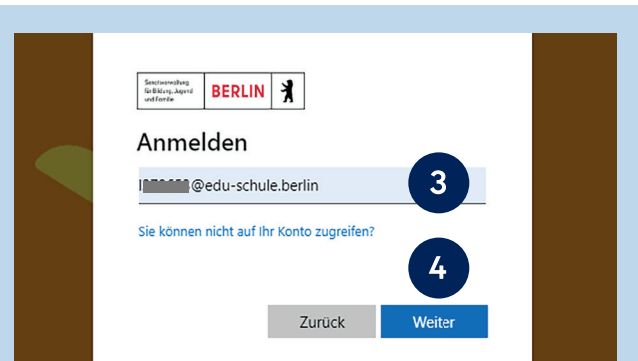 Senatsverwaltung
für Bildung, Jugend
und Familie
BERLIN
Anmelden
@edu-schule.berlin
3
Sie können nicht auf Ihr Konto zugreifen?
4
Zurück
Weiter